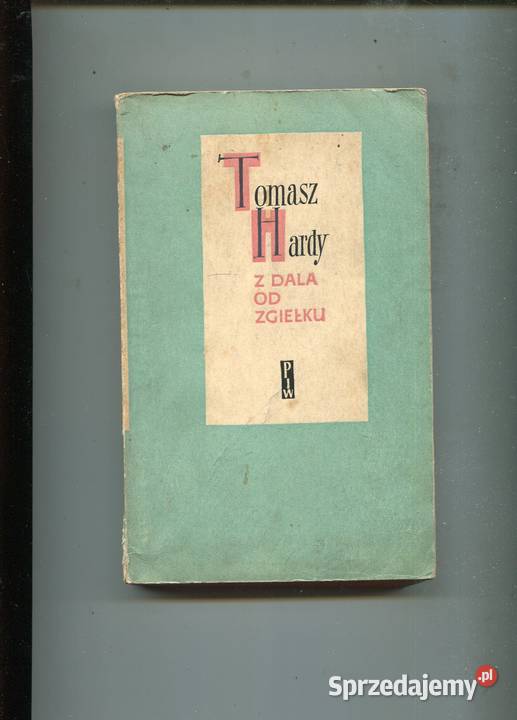 Tomasz
Hardy
Z DALA
OD
ZGIEŁKU
PIW
Sprzedajemy.pl